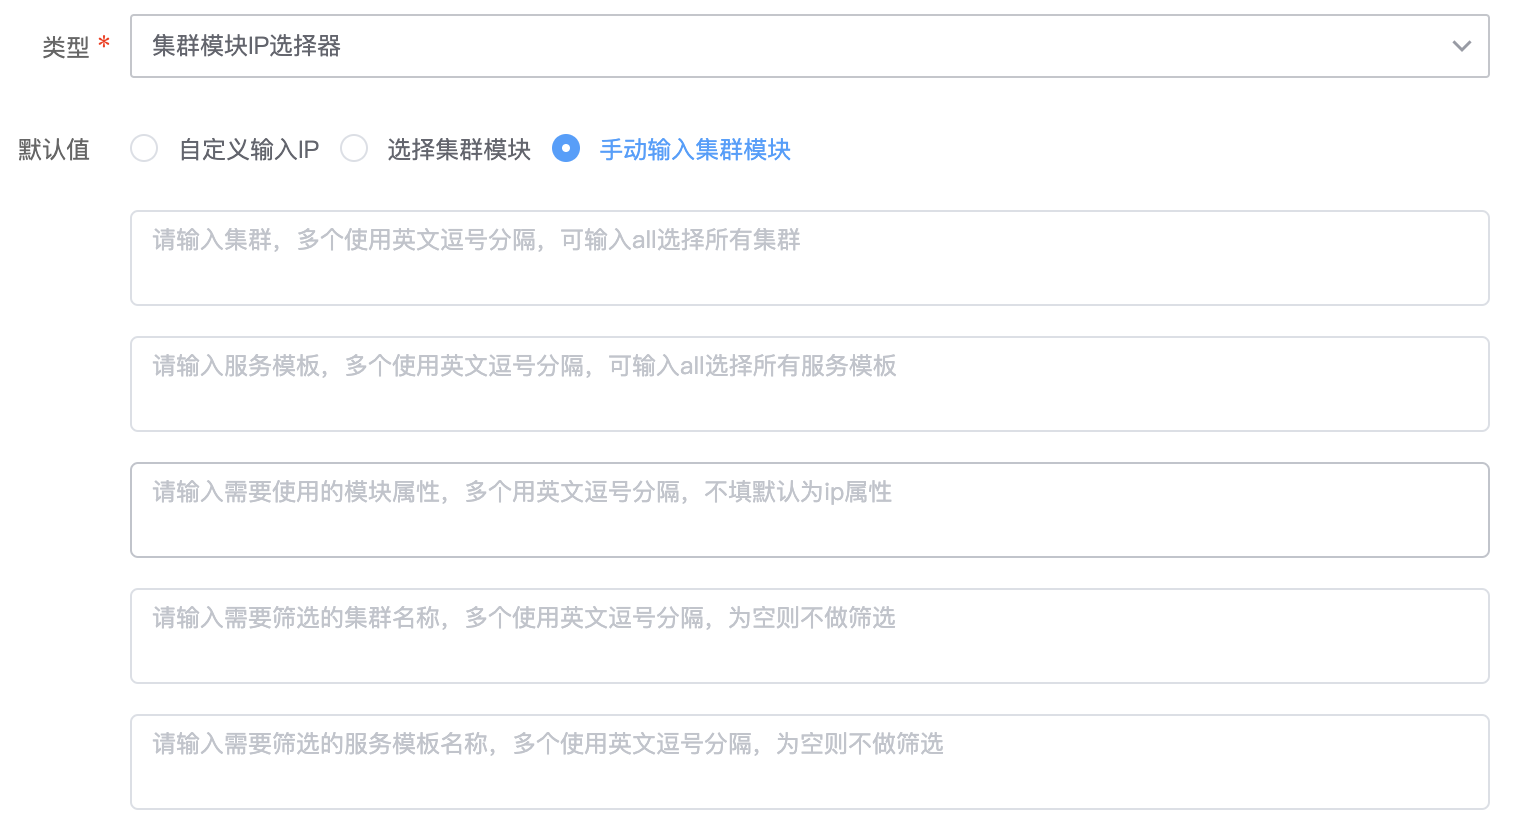 类型 *
集群模块IP选择器
默认值
自定义输入IP 选择集群模块 手动输入集群模块
请输入集群，多个使用英文逗号分隔，可输入all选择所有集群
请输入服务模板，多个使用英文逗号分隔，可输入all选择所有服务模板
请输入需要使用的模块属性，多个用英文逗号分隔，不填默认为ip属性
请输入需要筛选的集群名称，多个使用英文逗号分隔，为空则不做筛选
请输入需要筛选的服务模板名称，多个使用英文逗号分隔，为空则不做筛选